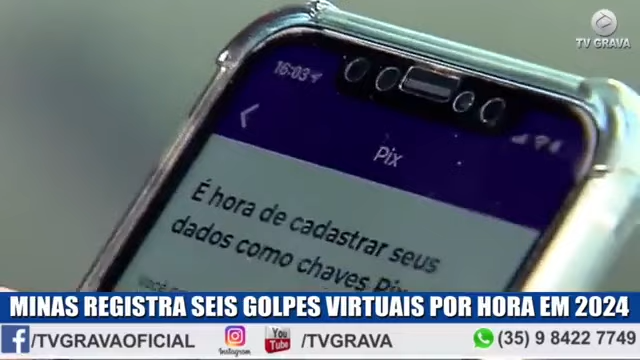 TV GRAVA
16:03
Pix
É hora de cadastrar seus
dados como chaves Pix
MINAS REGISTRA SEIS GOLPES VIRTUAIS POR HORA EM 2024
f /TVGRAVAOFICIAL Instagram You Tube /TVGRAVA (35) 9 8422 7749